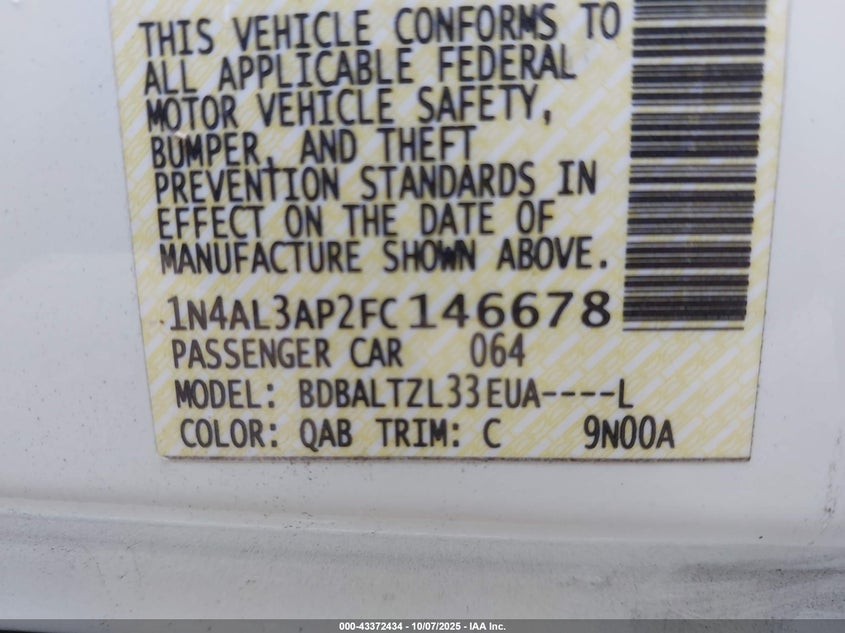 THIS VEHICLE CONFORMS TO
ALL APPLICABLE FEDERAL
MOTOR VEHICLE SAFETY,
BUMPER, AND THEFT
PREVENTION STANDARDS IN
EFFECT ON THE DATE OF
MANUFACTURE SHOWN ABOVE.
1N4AL3AP2FC146678
PASSENGER CAR 064
MODEL: BDBALTZL33EUA----L
COLOR: QAB TRIM: C 9N00A
000-43372434 - 10/07/2025 - IAA Inc.